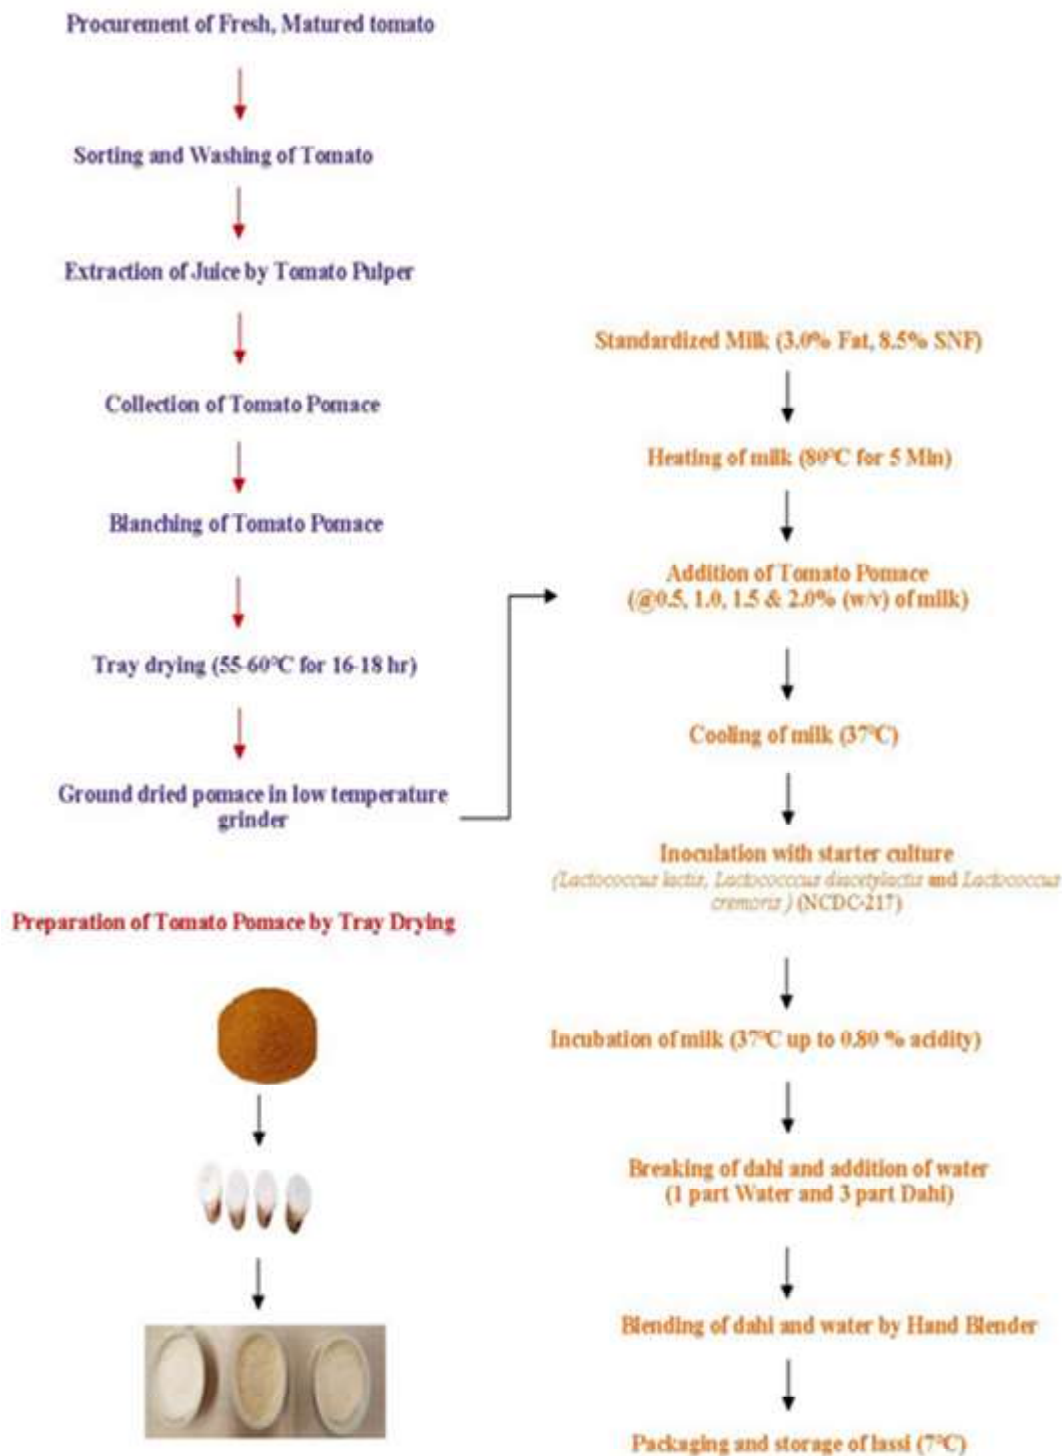 Procurement of Fresh, Matured tomato
Sorting and Washing of Tomato
Extraction of Juice by Tomato Pulper
Collection of Tomato Pomace
Blanching of Tomato Pomace
Tray drying (55-60°C for 16-18 hr)
Ground dried pomace in low temperature
grinder
Preparation of Tomato Pomace by Tray Drying
Standardized Milk (3.0% Fat, 8.5% SNF)
Heating of milk (80°C for 5 Min)
Addition of Tomato Pomace
(@0.5, 1.0, 1.5 & 2.0% (w/v) of milk)
Cooling of milk (37°C)
Inoculation with starter culture
(Lactococcus lactis, Lactococcus diacetylactis and Lactococcus
cremoris ) (NCDC-217)
Incubation of milk (37°C up to 0.80 % acidity)
Breaking of dahi and addition of water
(1 part Water and 3 part Dahi)
Blending of dahi and water by Hand Blender
Packaging and storage of lassi (7°C)